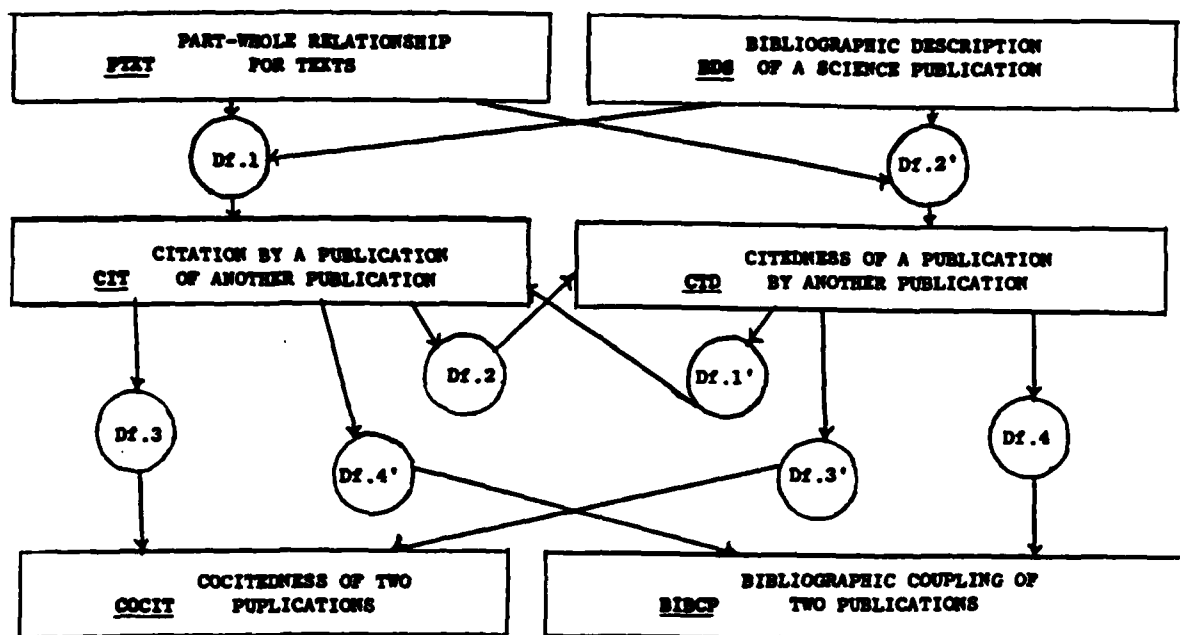 PART-WHOLE RELATIONSHIP
PTXT FOR TEXTS
BIBLIOGRAPHIC DESCRIPTION
BDS OF A SCIENCE PUBLICATION
Df.1
Df.2'
CITATION BY A PUBLICATION
CIT OF ANOTHER PUBLICATION
CITEDNESS OF A PUBLICATION
CTD BY ANOTHER PUBLICATION
Df.2
Df.1'
Df.3
Df.4'
Df.3'
Df.4
COCITEDNESS OF TWO
COCIT PUPLICATIONS
BIBLIOGRAPHIC COUPLING OF
BIBCP TWO PUBLICATIONS